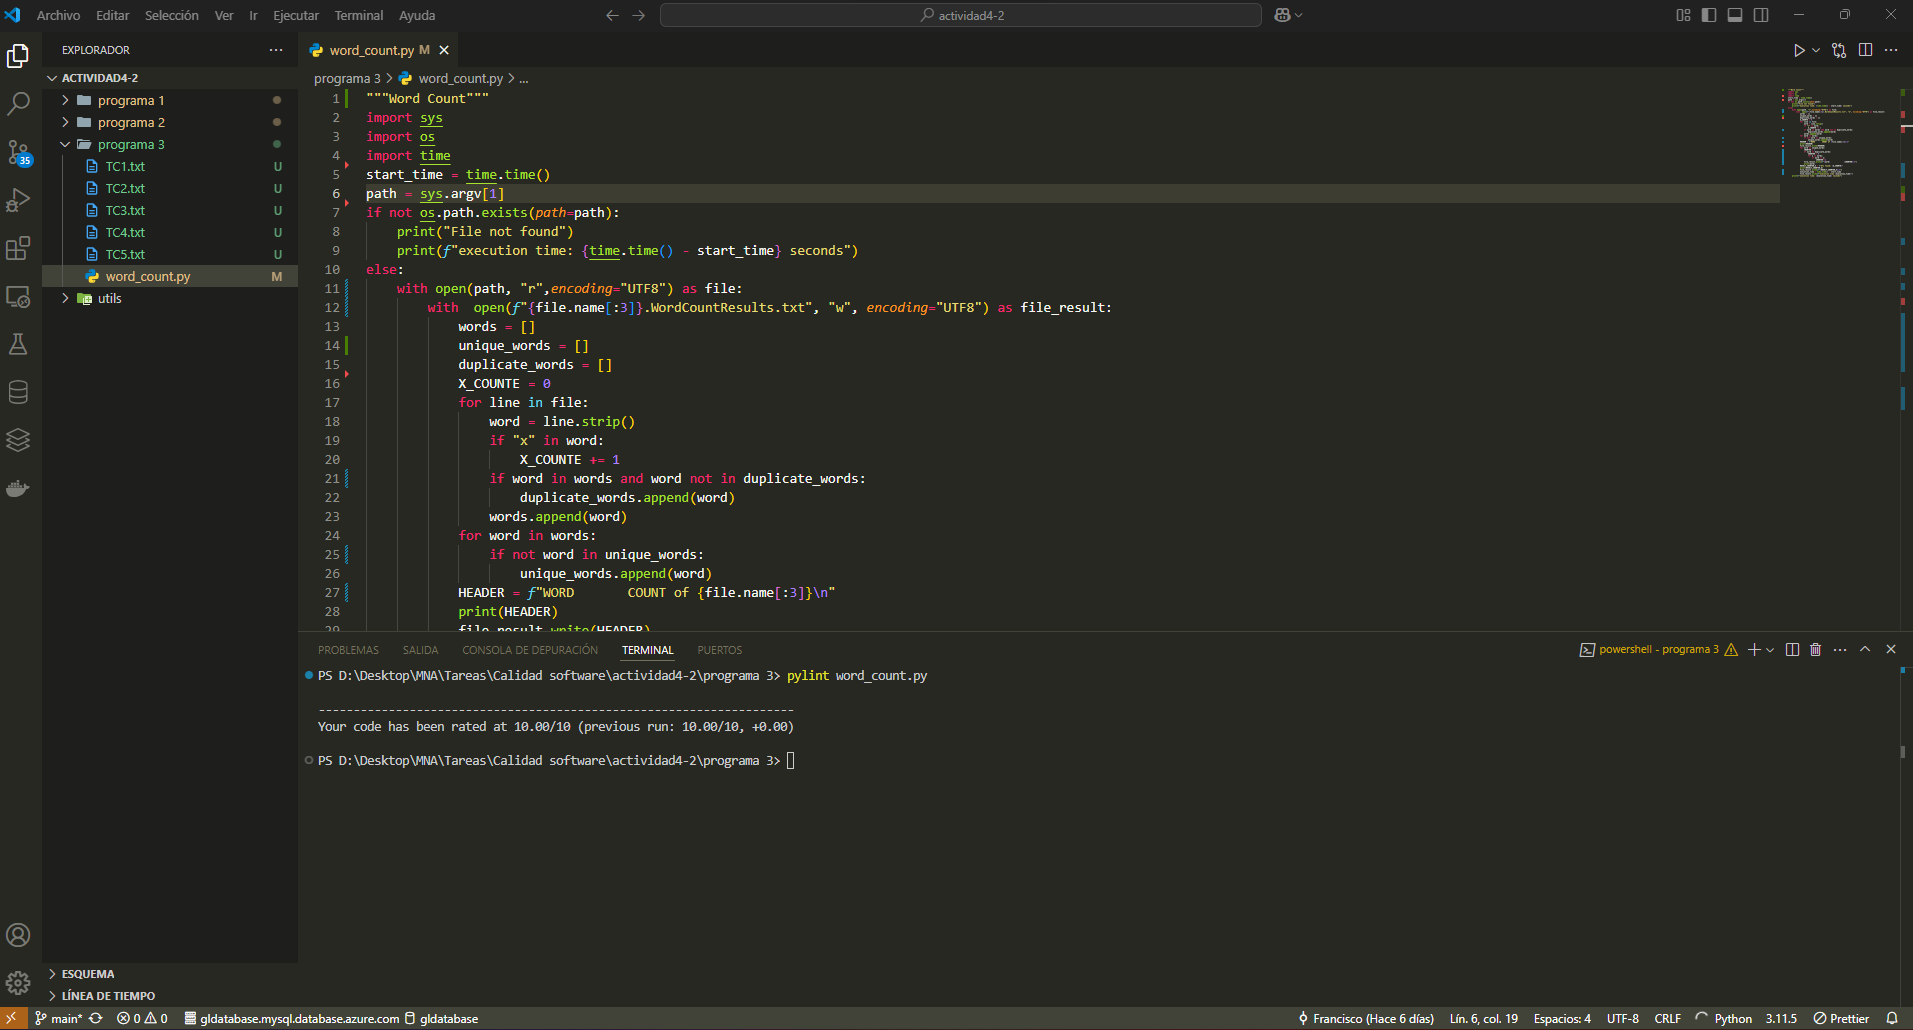 Archivo Editar Selección Ver Ir Ejecutar Terminal Ayuda
actividad4-2
EXPLORADOR
ACTIVIDAD4-2
programa 1
programa 2
programa 3
TC1.txt U
TC2.txt U
TC3.txt U
TC4.txt U
TC5.txt U
word_count.py M
utils
35
ESQUEMA
LÍNEA DE TIEMPO
word_count.py M
programa 3 > word_count.py > ...
1 """Word Count"""
2 import sys
3 import os
4 import time
5 start_time = time.time()
6 path = sys.argv[1]
7 if not os.path.exists(path=path):
8     print("File not found")
9     print(f"execution time: {time.time() - start_time} seconds")
10 else:
11     with open(path, "r",encoding="UTF8") as file:
12         with  open(f"{file.name[:3]}.WordCountResults.txt", "w", encoding="UTF8") as file_result:
13             words = []
14             unique_words = []
15             duplicate_words = []
16             X_COUNTE = 0
17             for line in file:
18                 word = line.strip()
19                 if "x" in word:
20                     X_COUNTE += 1
21                 if word in words and word not in duplicate_words:
22                     duplicate_words.append(word)
23                 words.append(word)
24             for word in words:
25                 if not word in unique_words:
26                     unique_words.append(word)
27             HEADER = f"WORD       COUNT of {file.name[:3]}\n"
28             print(HEADER)
29             file_result.write(HEADER)
PROBLEMAS SALIDA CONSOLA DE DEPURACIÓN TERMINAL PUERTOS
powershell - programa 3
PS D:\Desktop\MNA\Tareas\Calidad software\actividad4-2\programa 3> pylint word_count.py
--------------------------------------------------------------------
Your code has been rated at 10.00/10 (previous run: 10.00/10, +0.00)
PS D:\Desktop\MNA\Tareas\Calidad software\actividad4-2\programa 3>
main* 0 0 gldatabase.mysql.database.azure.com gldatabase
Francisco (Hace 6 días) Lín. 6, col. 19 Espacios: 4 UTF-8 CRLF Python 3.11.5 Prettier